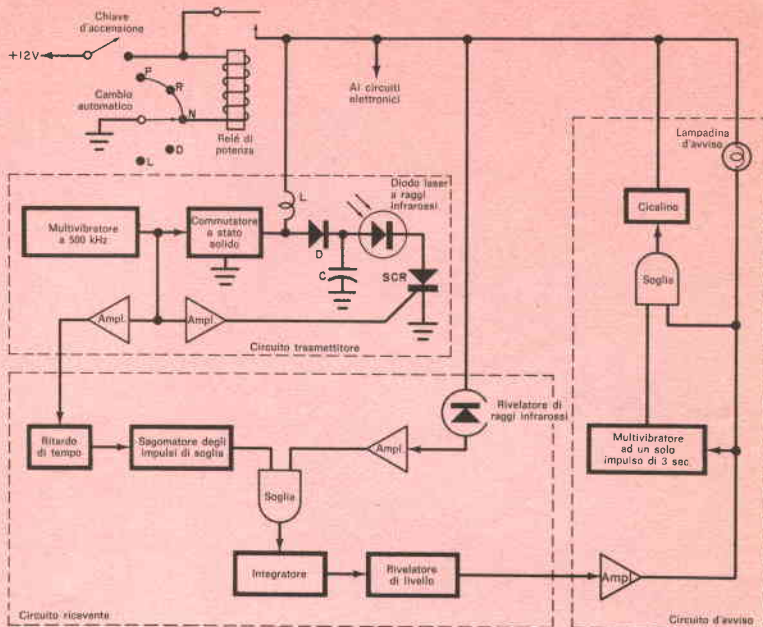 Chiave
d'accensione
+12V
P
R
Cambio
automatico
N
D
L
Relé di
potenza
Ai circuiti
elettronici
Lampadina
d'avviso
Multivibratore
a 500 kHz
Commutatore
a stato
solido
L
Diodo laser
a raggi
infrarossi
D
C
SCR
Ampl.
Ampl.
Circuito trasmettitore
Cicalino
Soglia
Ritardo
di tempo
Sagomatore degli
impulsi di soglia
Soglia
Ampl.
Rivelatore di
raggi infrarossi
Multivibratore
ad un solo
impulso di 3 sec.
Integratore
Rivelatore
di livello
Ampl.
Circuito ricevente
Circuito d'avviso